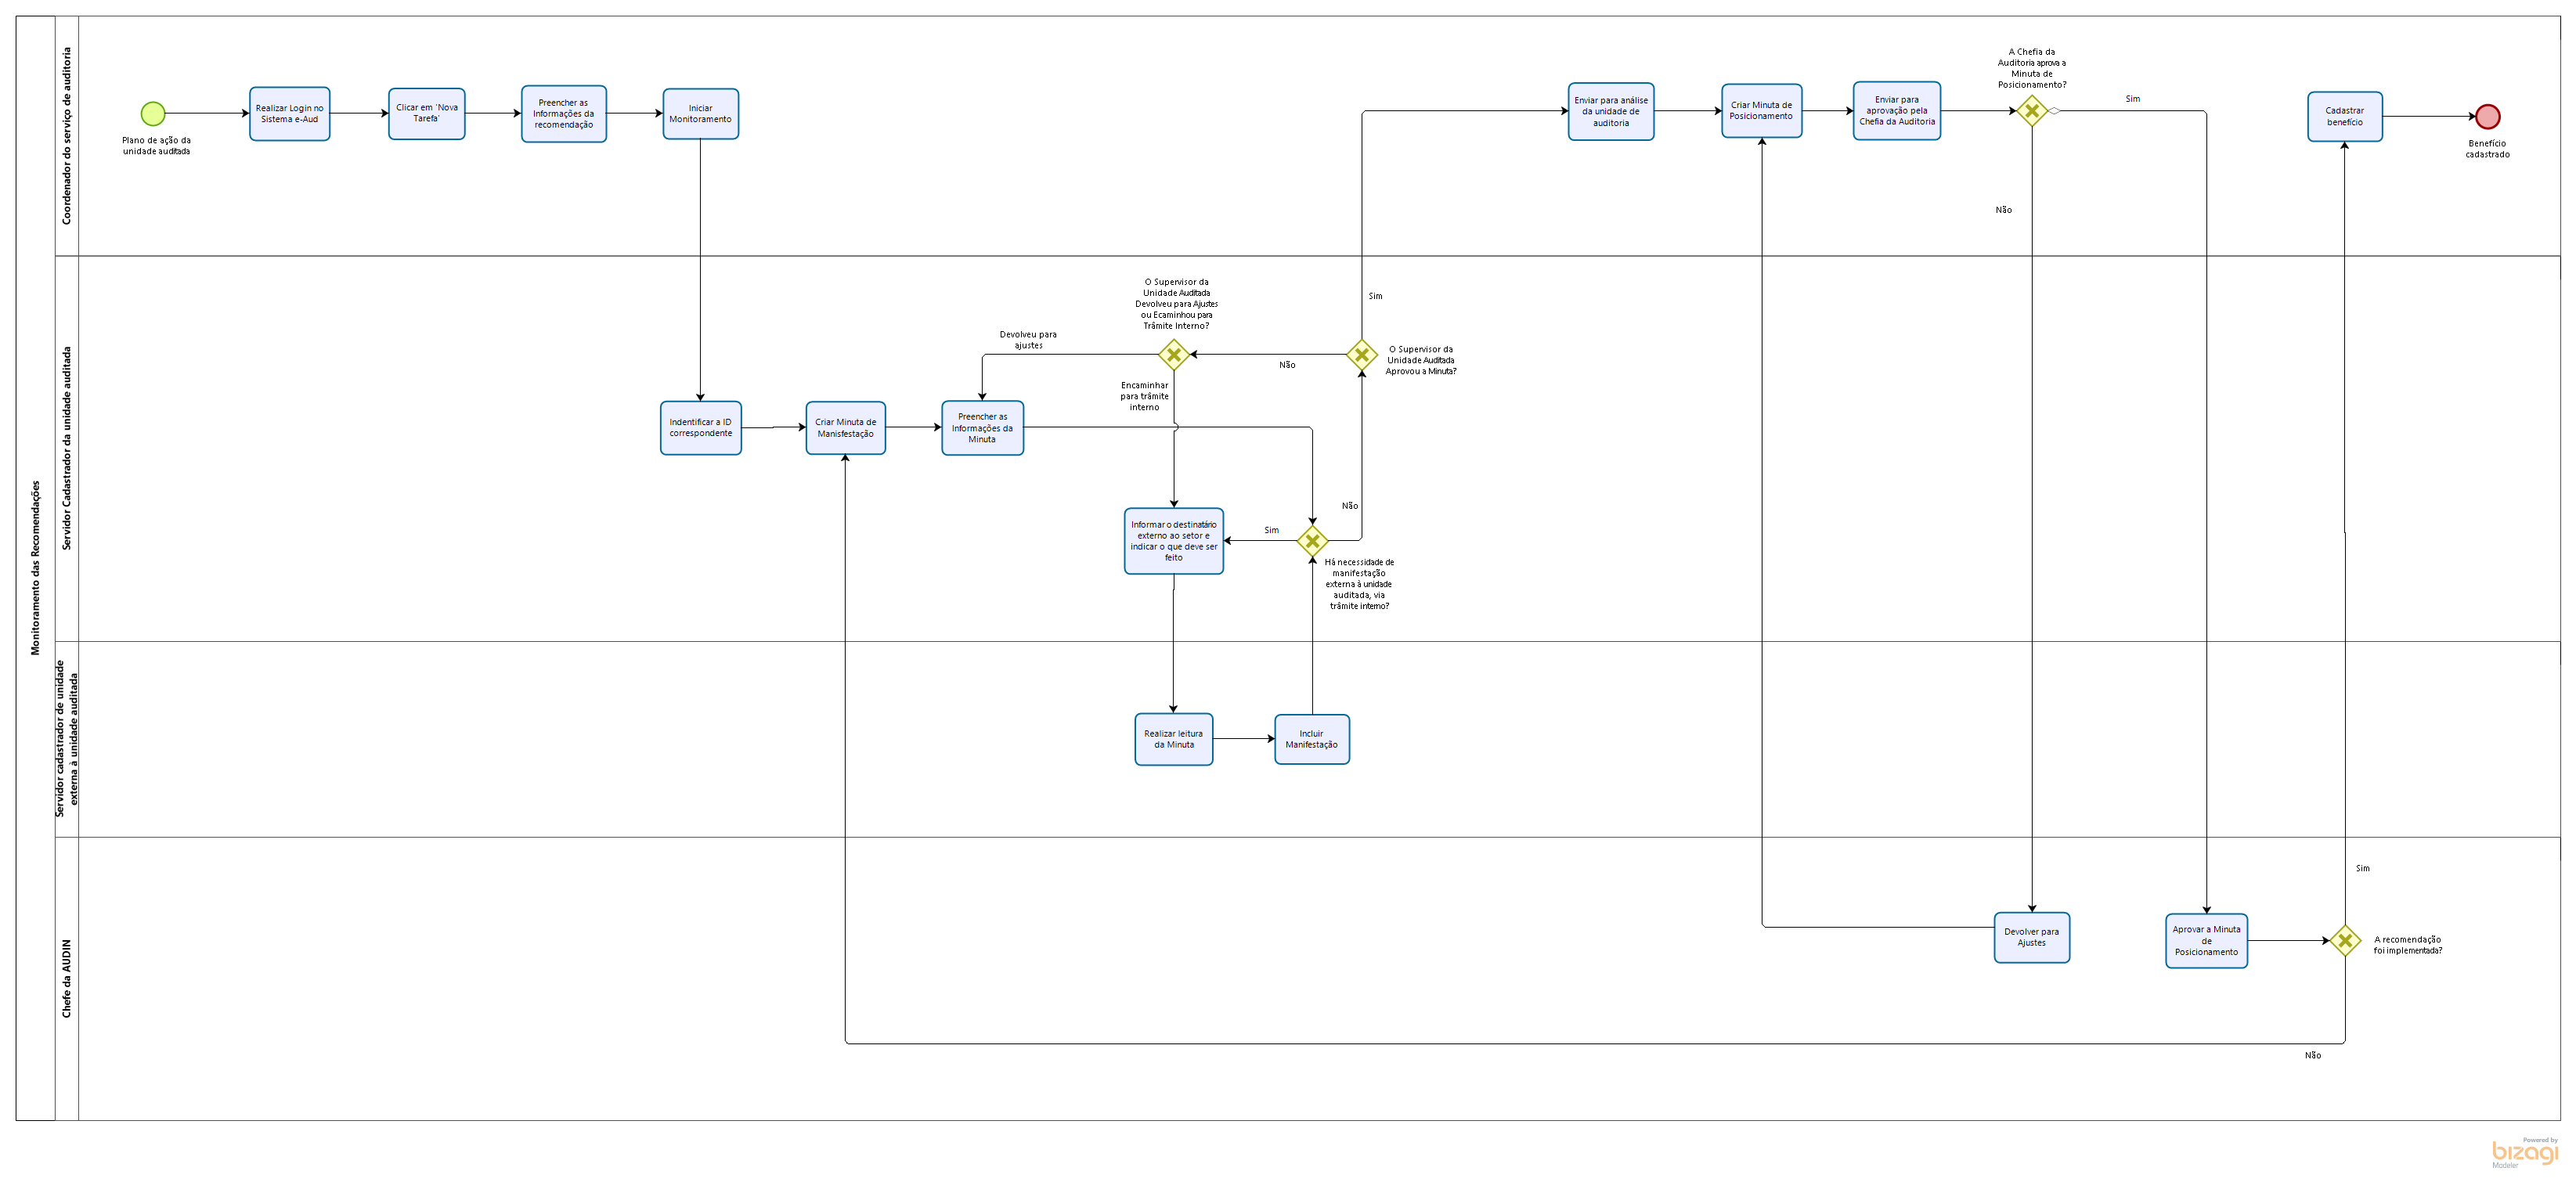 Monitoramento das Recomendações
Coordenador do serviço de auditoria
Plano de ação da
unidade auditada
Realizar Login no
Sistema e-Aud
Clicar em 'Nova
Tarefa'
Preencher as
Informações da
recomendação
Iniciar
Monitoramento
Enviar para análise
da unidade de
auditoria
Criar Minuta de
Posicionamento
Enviar para
aprovação pela
Chefia da Auditoria
A Chefia da
Auditoria aprova a
Minuta de
Posicionamento?
Sim
Não
Cadastrar
benefício
Benefício
cadastrado
Servidor Cadastrador da unidade auditada
Indentificar a ID
correspondente
Criar Minuta de
Manisfestação
Preencher as
Informações da
Minuta
Devolveu para
ajustes
O Supervisor da
Unidade Auditada
Devolveu para Ajustes
ou Ecaminhou para
Trâmite Interno?
Encaminhar
para trâmite
interno
Não
Sim
O Supervisor da
Unidade Auditada
Aprovou a Minuta?
Não
Informar o destinatário
externo ao setor e
indicar o que deve ser
feito
Sim
Há necessidade de
manifestação
externa à unidade
auditada, via
trâmite interno?
Servidor cadastrador de unidade
externa à unidade auditada
Realizar leitura
da Minuta
Incluir
Manifestação
Chefe da AUDIN
Devolver para
Ajustes
Aprovar a Minuta
de
Posicionamento
Sim
A recomendação
foi implementada?
Não
Powered by
bizagi
Modeler